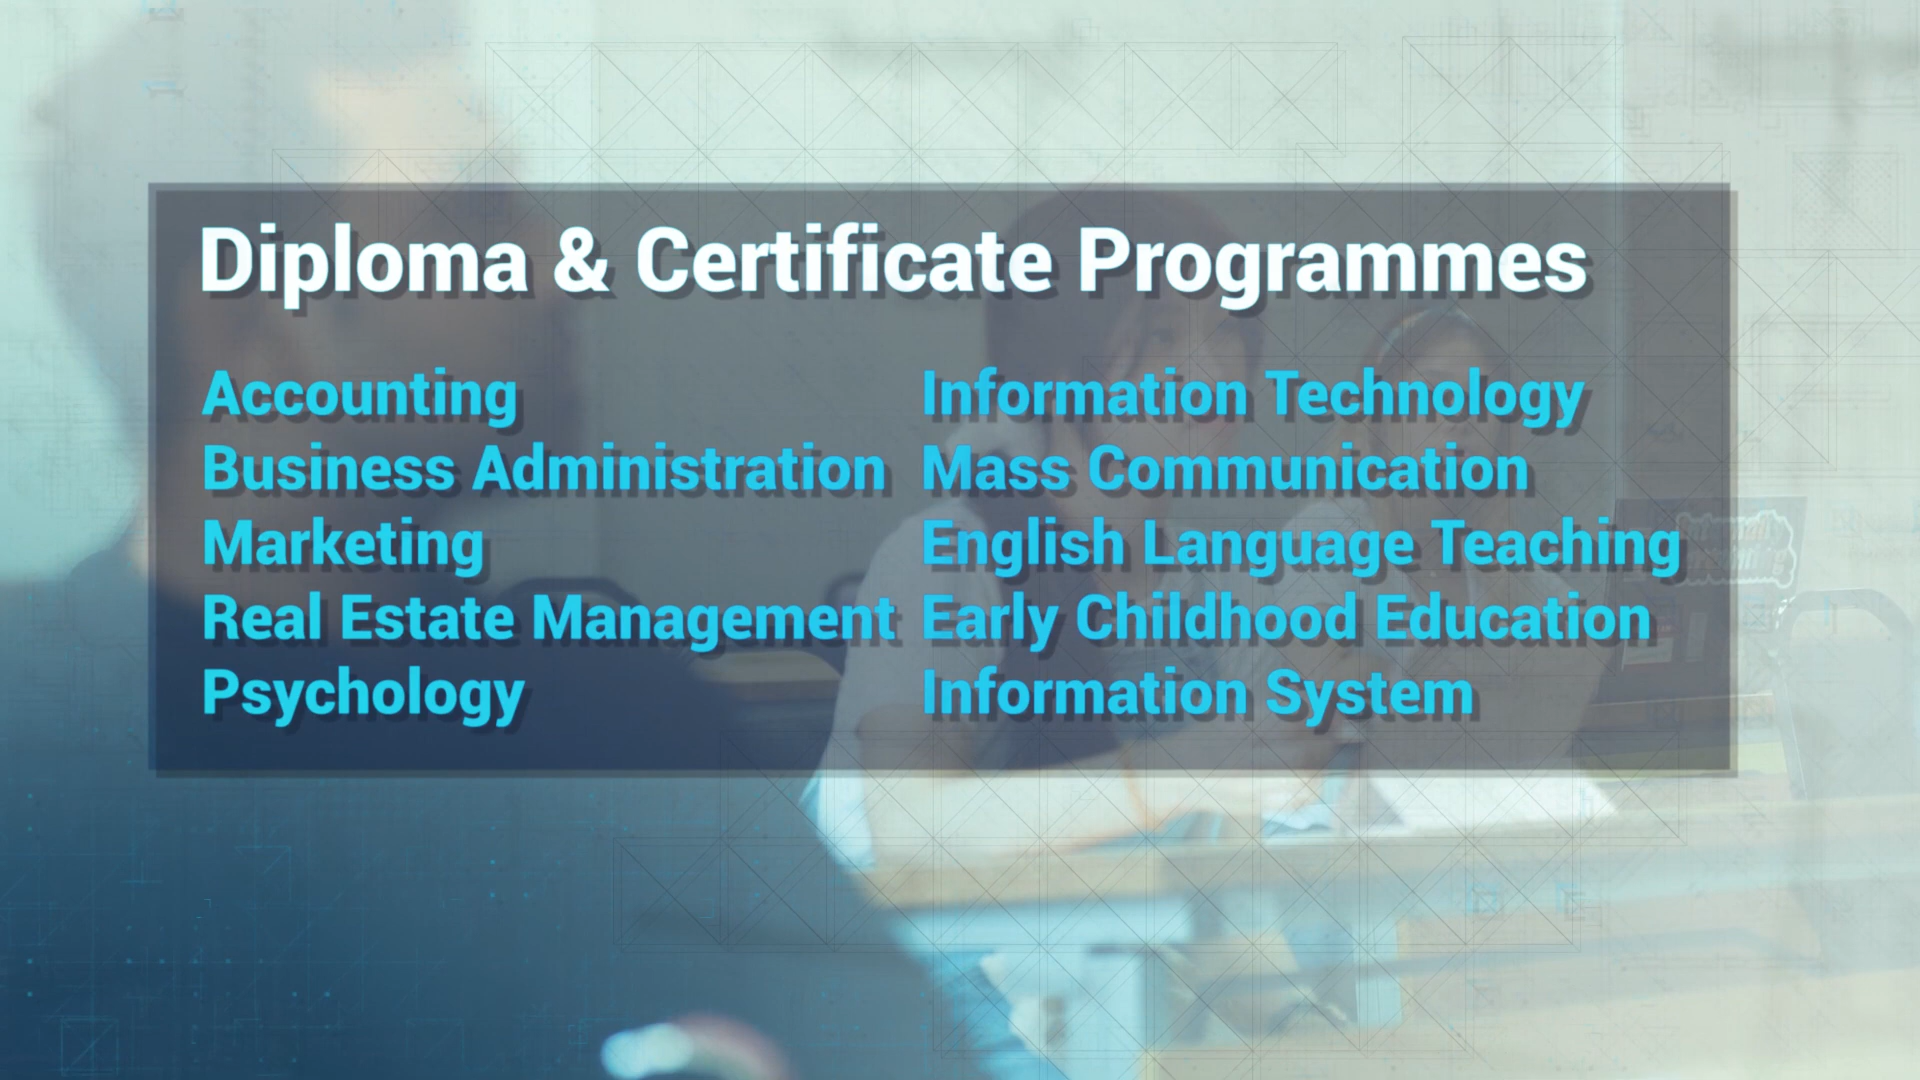 Diploma & Certificate Programmes
Accounting
Business Administration
Marketing
Real Estate Management
Psychology
Information Technology
Mass Communication
English Language Teaching
Early Childhood Education
Information System